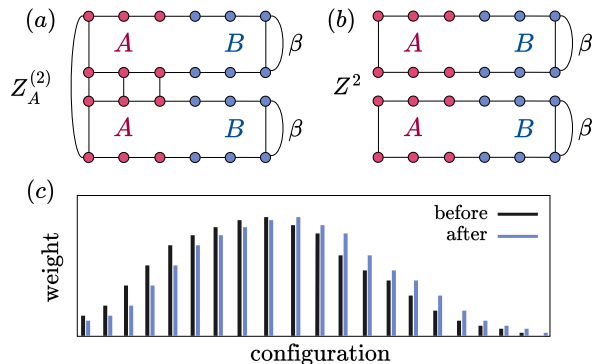 (a)
A B β
Z_A^{(2)}
A B β
(b)
A B β
Z^2
A B β
(c)
before
after
weight
configuration